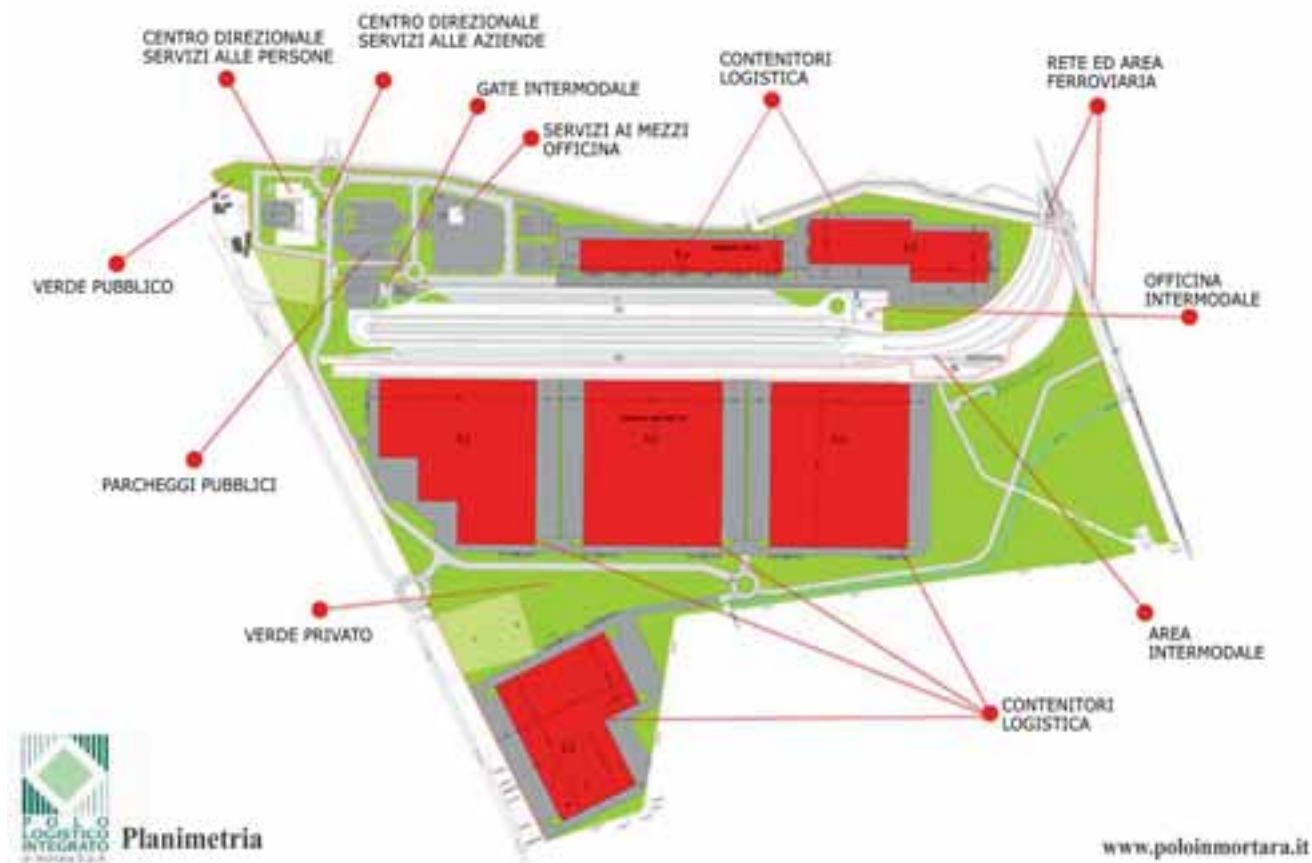 CENTRO DIREZIONALE
SERVIZI ALLE PERSONE
CENTRO DIREZIONALE
SERVIZI ALLE AZIENDE
GATE INTERMODALE
SERVIZI AI MEZZI
OFFICINA
CONTENITORI
LOGISTICA
RETE ED AREA
FERROVIARIA
VERDE PUBBLICO
OFFICINA
INTERMODALE
PARCHEGGI PUBBLICI
VERDE PRIVATO
AREA
INTERMODALE
CONTENITORI
LOGISTICA
POLO
LOGISTICO
INTEGRATO
di Mortara S.p.A.
Planimetria
www.poloinmortara.it